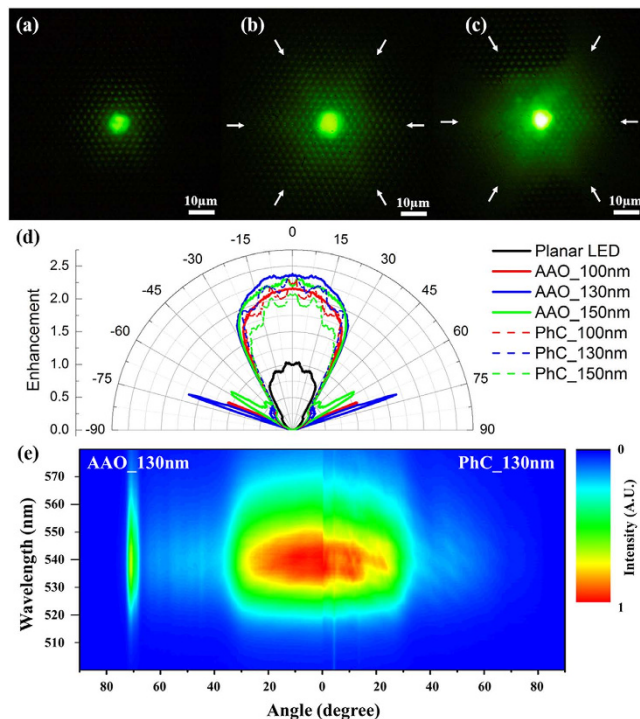 (a)
(b)
(c)
10μm
10μm
10μm
(d)
0
-15
15
-30
30
-45
45
-60
60
-75
75
-90
90
2.5
2.0
1.5
1.0
0.5
0.0
Enhancement
Planar LED
AAO_100nm
AAO_130nm
AAO_150nm
PhC_100nm
PhC_130nm
PhC_150nm
(e)
AAO_130nm
PhC_130nm
570
560
550
540
530
520
510
Wavelength (nm)
80
60
40
20
0
20
40
60
80
Angle (degree)
0
1
Intensity (A.U.)